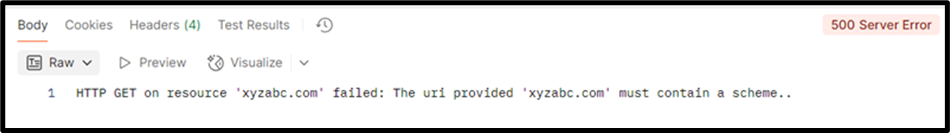 Body Cookies Headers (4) Test Results 500 Server Error
Raw Preview Visualize
1 HTTP GET on resource 'xyzabc.com' failed: The uri provided 'xyzabc.com' must contain a scheme..